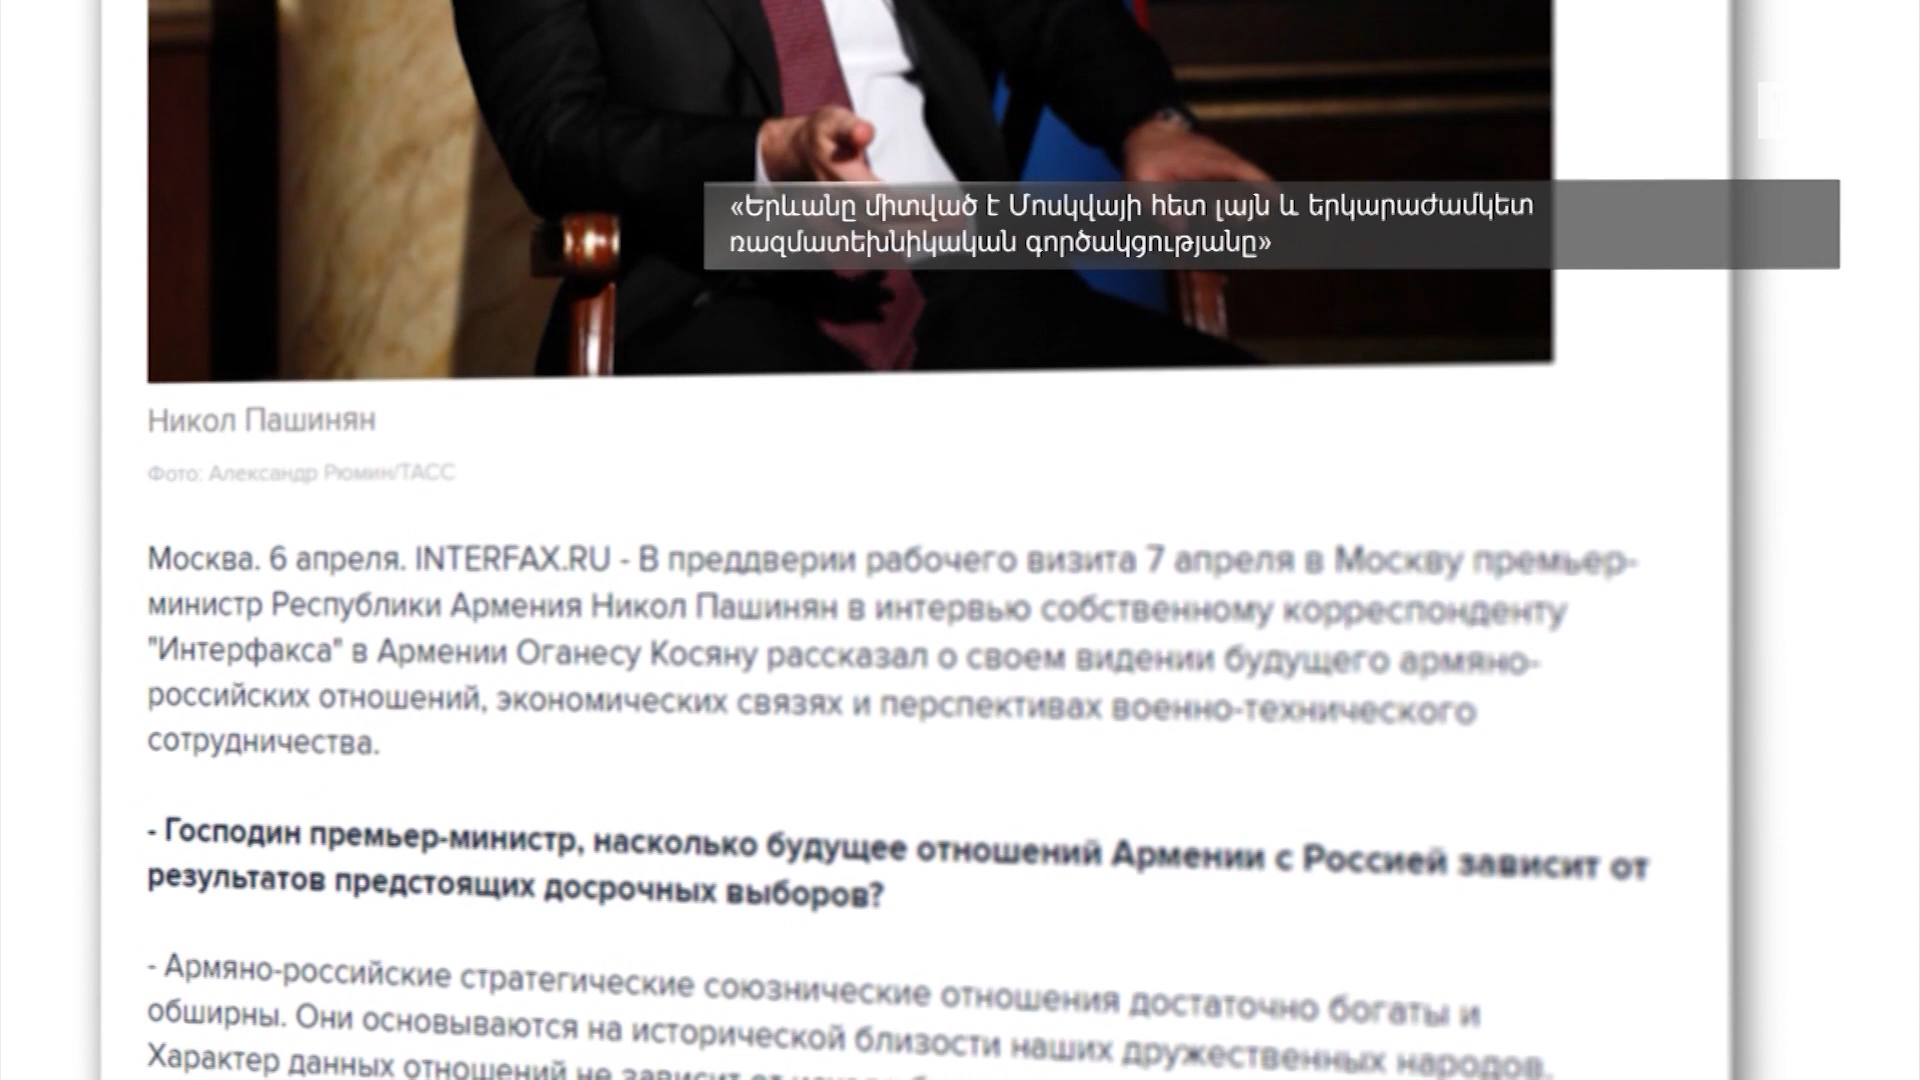 «Երևանը միտված է Մոսկվայի հետ լայն և երկարաժամկետ
ռազմատեխնիկական գործակցությանը»
Никол Пашинян
Фото: Александр Рюмин/ТАСС
Москва. 6 апреля. INTERFAX.RU - В преддверии рабочего визита 7 апреля в Москву премьер-
министр Республики Армения Никол Пашинян в интервью собственному корреспонденту
"Интерфакса" в Армении Оганесу Косяну рассказал о своем видении будущего армяно-
российских отношений, экономических связях и перспективах военно-технического
сотрудничества.
- Господин премьер-министр, насколько будущее отношений Армении с Россией зависит от
результатов предстоящих досрочных выборов?
- Армяно-российские стратегические союзнические отношения достаточно богаты и
обширны. Они основываются на исторической близости наших дружественных народов.
Характер данных отношений не зависит от